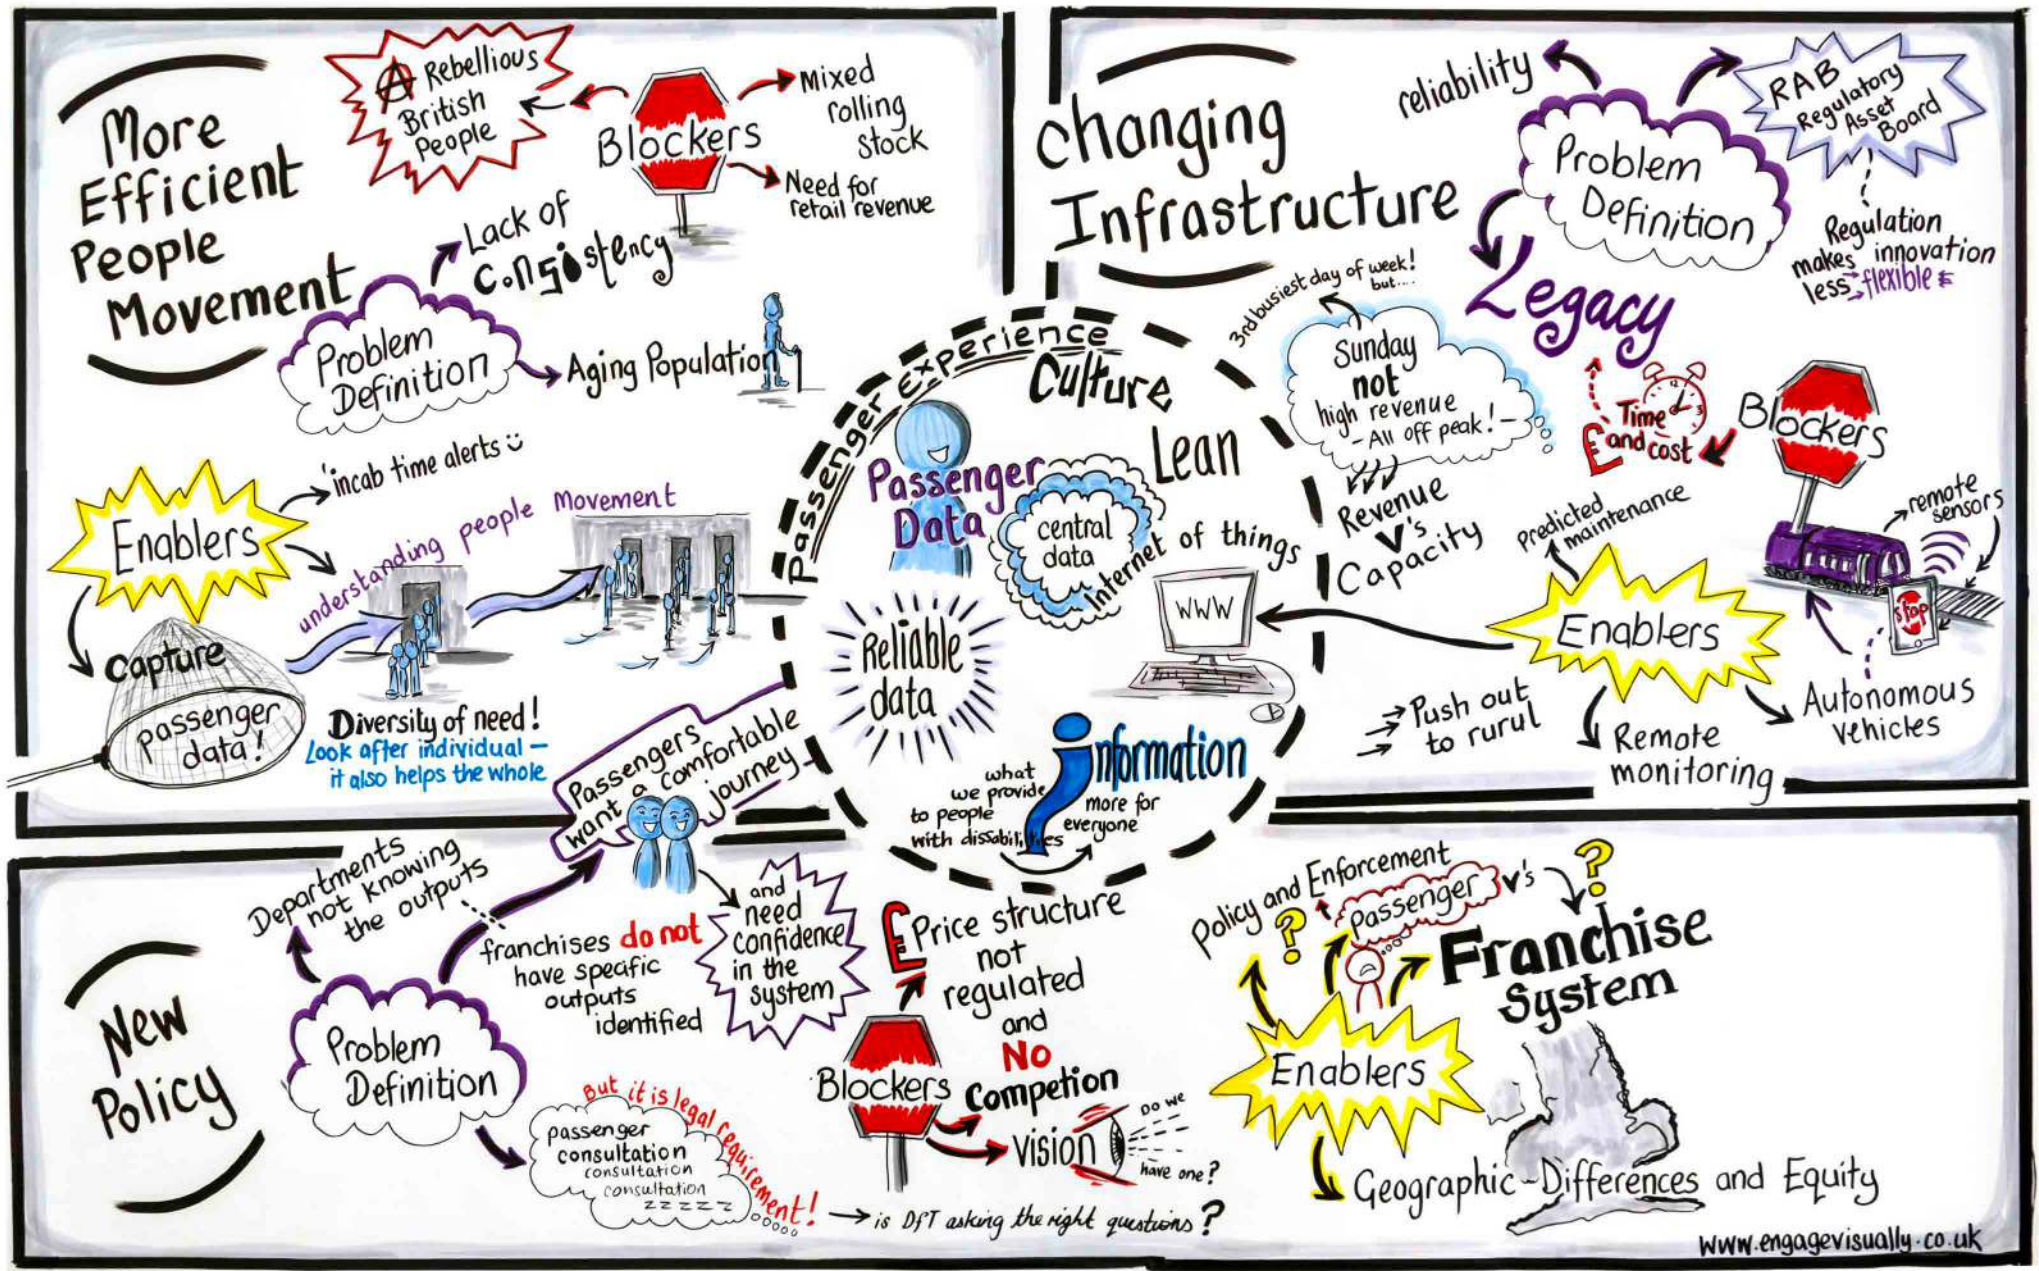 More
Efficient
People
Movement
A Rebellious
British
People
Blockers
Mixed
rolling
stock
Need for
retail revenue
Lack of
Consistency
Problem
Definition
Aging Population
Enablers
incab time alerts
understanding people Movement
capture
passenger
data!
Diversity of need!
Look after individual –
it also helps the whole
Changing
Infrastructure
reliability
RAB
Regulatory
Asset
Board
Problem
Definition
Regulation
makes innovation
less flexible
Legacy
3rd busiest day of week!
but....
Sunday
not
high revenue
- All off peak! -
Revenue
V's
Capacity
Time
£ and cost
Blockers
Predicted
maintenance
remote
sensors
stop
Enablers
Push out
to rurul
Remote
monitoring
Autonomous
vehicles
Passenger Experience
Culture
Lean
Passenger
Data
central
data
Internet of things
WWW
Reliable
data
information
what
we provide
to people
with dissabilities
more for
everyone
New
Policy
Departments
not knowing
the outputs
Passengers
want a comfortable
journey
franchises do not
have specific
outputs
identified
and
need
confidence
in the
system
Problem
Definition
But it is legal requirement!
passenger
consultation
consultation
consultation
zzzzz
is DfT asking the right questions?
£ Price structure
not
regulated
and
NO
Competion
Blockers
vision
Do we
have one?
Policy and Enforcement
?
Passenger
V's
?
Franchise
System
Enablers
Geographic-Differences and Equity
www.engagevisually.co.uk